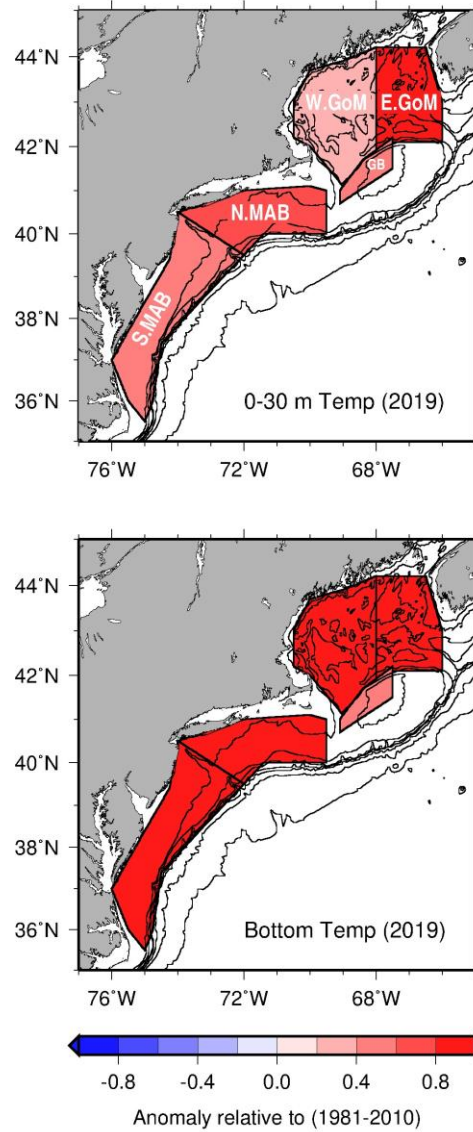 44°N
42°N
40°N
38°N
36°N
W.GoM
E.GoM
GB
N.MAB
S.MAB
0-30 m Temp (2019)
76°W
72°W
68°W
44°N
42°N
40°N
38°N
36°N
Bottom Temp (2019)
76°W
72°W
68°W
-0.8 -0.4 0.0 0.4 0.8
Anomaly relative to (1981-2010)